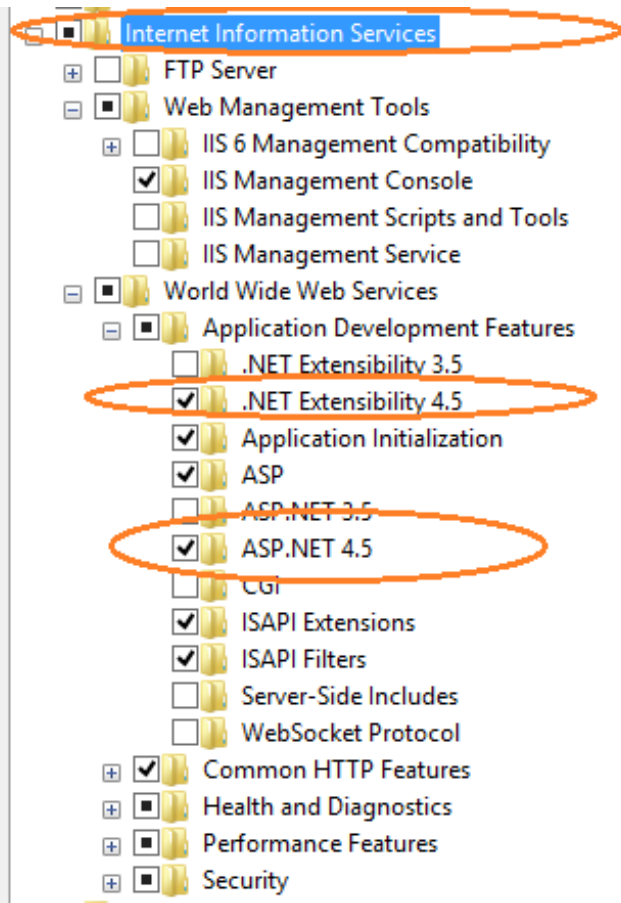 Internet Information Services
FTP Server
Web Management Tools
IIS 6 Management Compatibility
IIS Management Console
IIS Management Scripts and Tools
IIS Management Service
World Wide Web Services
Application Development Features
.NET Extensibility 3.5
.NET Extensibility 4.5
Application Initialization
ASP
ASP.NET 3.5
ASP.NET 4.5
CGI
ISAPI Extensions
ISAPI Filters
Server-Side Includes
WebSocket Protocol
Common HTTP Features
Health and Diagnostics
Performance Features
Security